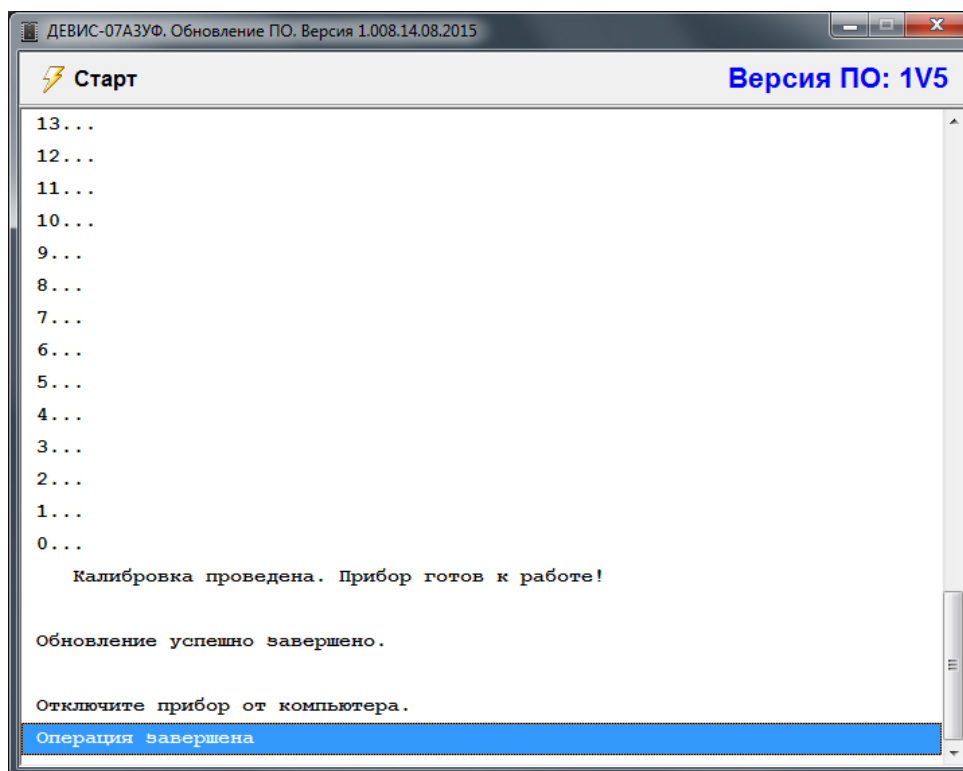 ДЕВИС-07А3УФ. Обновление ПО. Версия 1.008.14.08.2015
Старт
Версия ПО: 1V5
13...
12...
11...
10...
9...
8...
7...
6...
5...
4...
3...
2...
1...
0...
Калибровка проведена. Прибор готов к работе!
Обновление успешно завершено.
Отключите прибор от компьютера.
Операция завершена